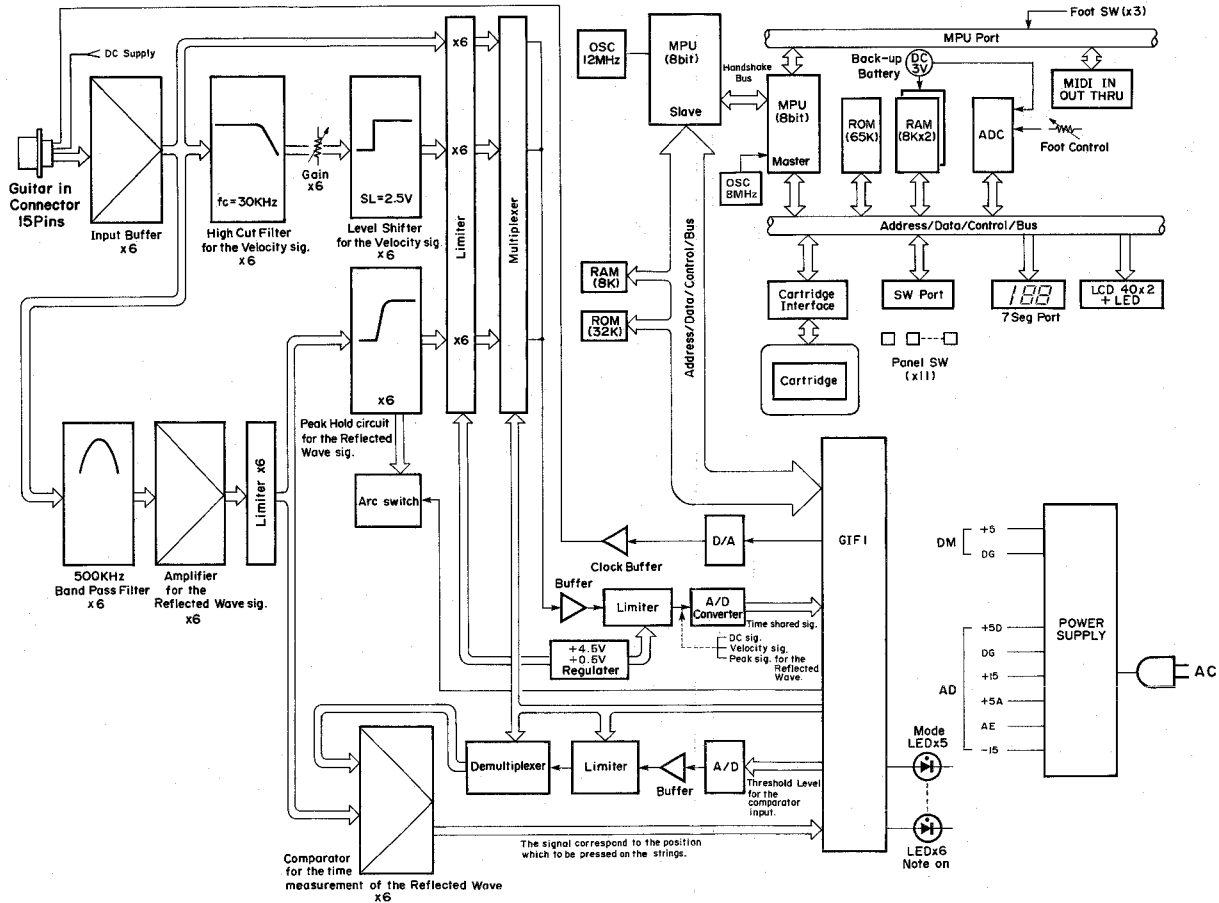 DC Supply
Guitar in
Connector
15Pins
Input Buffer
x6
fc=30KHz
High Cut Filter
for the Velocity sig.
x6
Gain
x6
SL=2.5V
Level Shifter
for the Velocity sig.
x6
x6
x6
x6
Limiter
Multiplexer
x6
Peak Hold circuit
for the Reflected
Wave sig.
Arc switch
500KHz
Band Pass Filter
x6
Amplifier
for the
Reflected Wave sig.
x6
Limiter x6
OSC
12MHz
MPU
(8bit)
Slave
Handshake
Bus
MPU
(8bit)
Master
OSC
8MHz
Foot SW (x3)
MPU Port
Back-up
Battery
DC
3V
MIDI IN
OUT THRU
ROM
(65K)
RAM
(8Kx2)
ADC
Foot Control
Address/Data/Control/Bus
RAM
(8K)
ROM
(32K)
Address/Data/Control/Bus
Cartridge
Interface
Cartridge
SW Port
Panel SW
(x11)
188
7Seg Port
LCD 40x2
+LED
D/A
Clock Buffer
GIF1
Buffer
Limiter
A/D
Converter
Time shared sig.
DC sig.
Velocity sig.
Peak sig. for the
Reflected
Wave.
+4.5V
+0.5V
Regulater
Demultiplexer
Limiter
Buffer
A/D
Threshold Level
for the
comparator
input.
Comparator
for the time
measurement of the Reflected Wave
x6
The signal correspond to the position
which to be pressed on the strings.
Mode
LEDx5
LEDx6
Note on
DM
+5
DG
AD
+5D
DG
+15
+5A
AE
-15
POWER
SUPPLY
AC